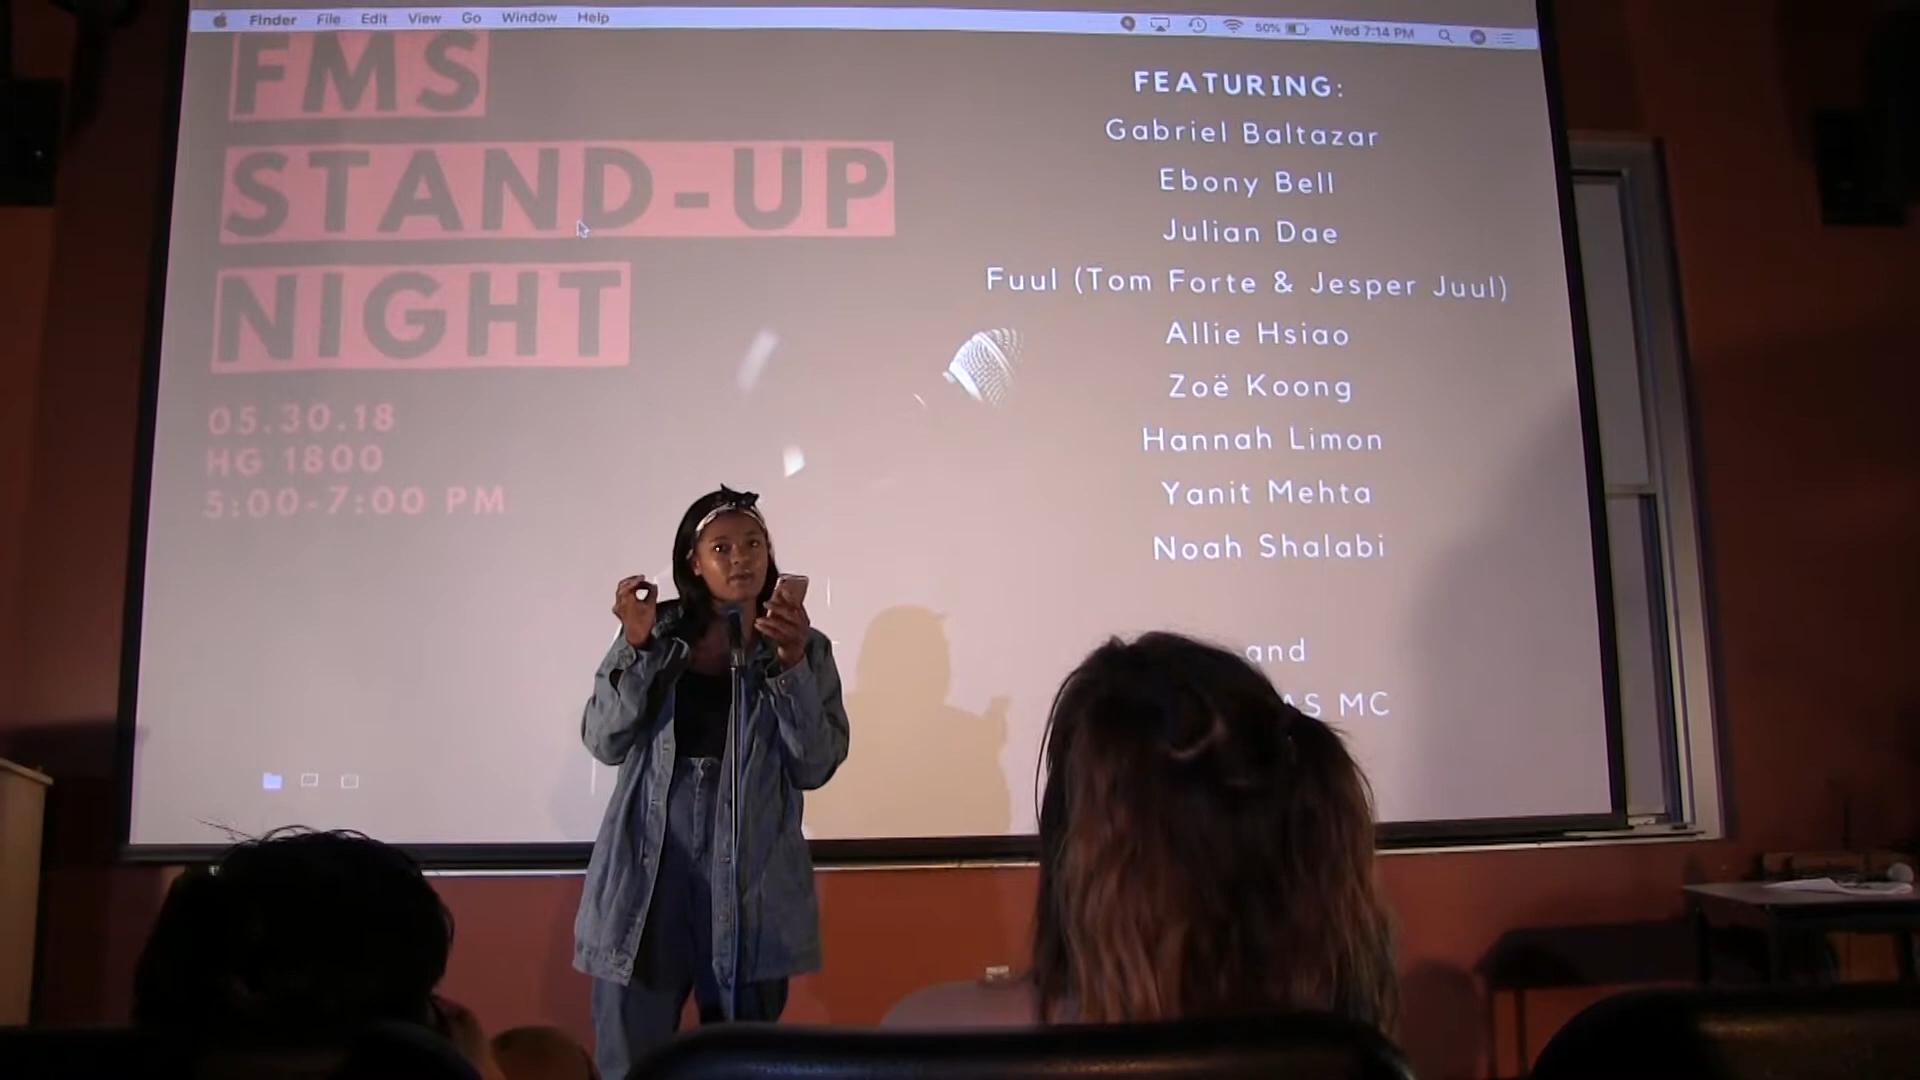 Finder File Edit View Go Window Help
50% Wed 7:14 PM
FMS
STAND-UP
NIGHT
05.30.18
HG 1800
5:00-7:00 PM
FEATURING:
Gabriel Baltazar
Ebony Bell
Julian Dae
Fuul (Tom Forte & Jesper Juul)
Allie Hsiao
Zoë Koong
Hannah Limon
Yanit Mehta
Noah Shalabi
and
AS MC